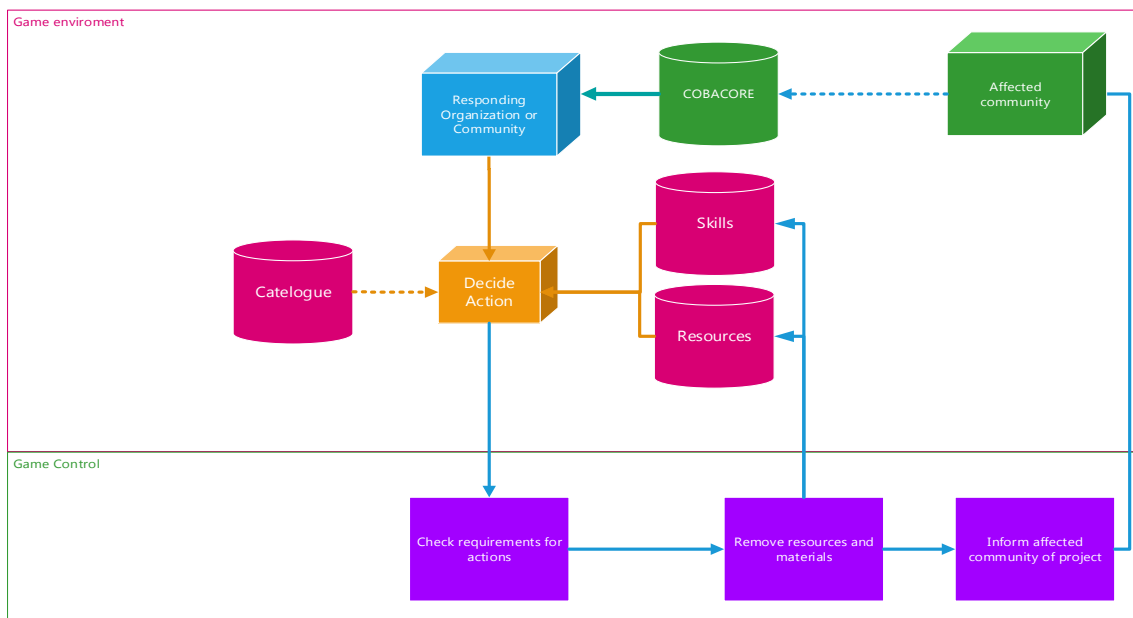 Game enviroment
Responding
Organization or
Community
COBACORE
Affected
community
Skills
Catelogue
Decide
Action
Resources
Game Control
Check requirements for
actions
Remove resources and
materials
Inform affected
community of project